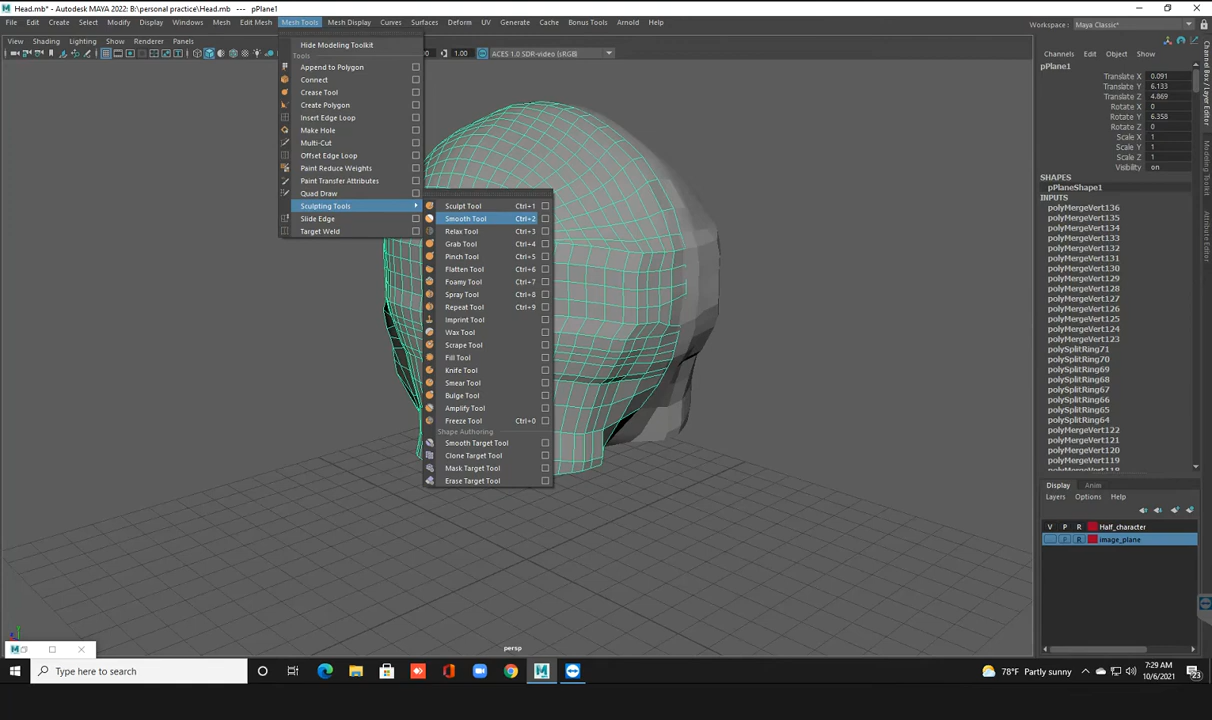 Head.mb* - Autodesk MAYA 2022: B:\personal practice\Head.mb* --- pPlane1
File Edit Create Select Modify Display Windows Mesh Edit Mesh Mesh Tools Mesh Display Curves Surfaces Deform UV Generate Cache Bonus Tools Arnold Help
Workspace: Maya Classic*
View Shading Lighting Show Renderer Panels
1.00 ACES 1.0 SDR-video (sRGB)
Hide Modeling Toolkit
Tools
Append to Polygon
Connect
Crease Tool
Create Polygon
Insert Edge Loop
Make Hole
Multi-Cut
Offset Edge Loop
Paint Reduce Weights
Paint Transfer Attributes
Quad Draw
Sculpting Tools
Slide Edge
Target Weld
Sculpt Tool Ctrl+1
Smooth Tool Ctrl+2
Relax Tool Ctrl+3
Grab Tool Ctrl+4
Pinch Tool Ctrl+5
Flatten Tool Ctrl+6
Foamy Tool Ctrl+7
Spray Tool Ctrl+8
Repeat Tool Ctrl+9
Imprint Tool
Wax Tool
Scrape Tool
Fill Tool
Knife Tool
Smear Tool
Bulge Tool
Amplify Tool
Freeze Tool Ctrl+0
Shape Authoring
Smooth Target Tool
Clone Target Tool
Mask Target Tool
Erase Target Tool
persp
Channels Edit Object Show
pPlane1
Translate X 0.091
Translate Y 6.133
Translate Z 4.869
Rotate X 0
Rotate Y 6.358
Rotate Z 0
Scale X 1
Scale Y 1
Scale Z 1
Visibility on
SHAPES
pPlaneShape1
INPUTS
polyMergeVert136
polyMergeVert135
polyMergeVert134
polyMergeVert133
polyMergeVert132
polyMergeVert131
polyMergeVert130
polyMergeVert129
polyMergeVert128
polyMergeVert127
polyMergeVert126
polyMergeVert125
polyMergeVert124
polyMergeVert123
polySplitRing71
polySplitRing70
polySplitRing69
polySplitRing68
polySplitRing67
polySplitRing66
polySplitRing65
polySplitRing64
polyMergeVert122
polyMergeVert121
polyMergeVert120
polyMergeVert119
Display Anim
Layers Options Help
V P R Half_character
P R image_plane
Channel Box / Layer Editor
Modeling Toolkit
Attribute Editor
Type here to search
78°F Partly sunny
7:29 AM
10/6/2021
23